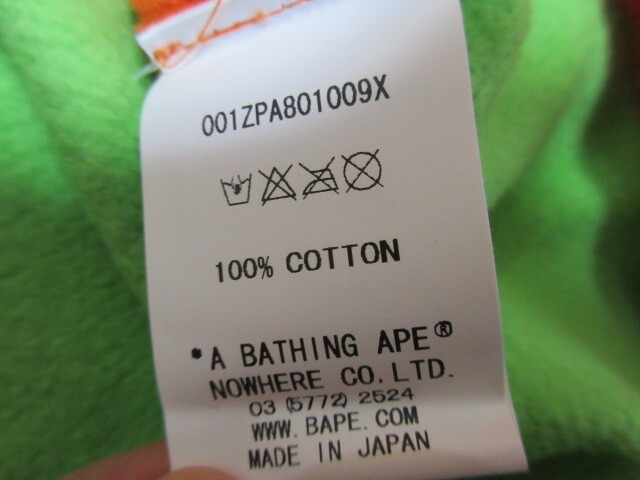 001ZPA801009X
100% COTTON
*A BATHING APE®
NOWHERE CO.LTD.
03 (5772) 2524
WWW.BAPE.COM
MADE IN JAPAN